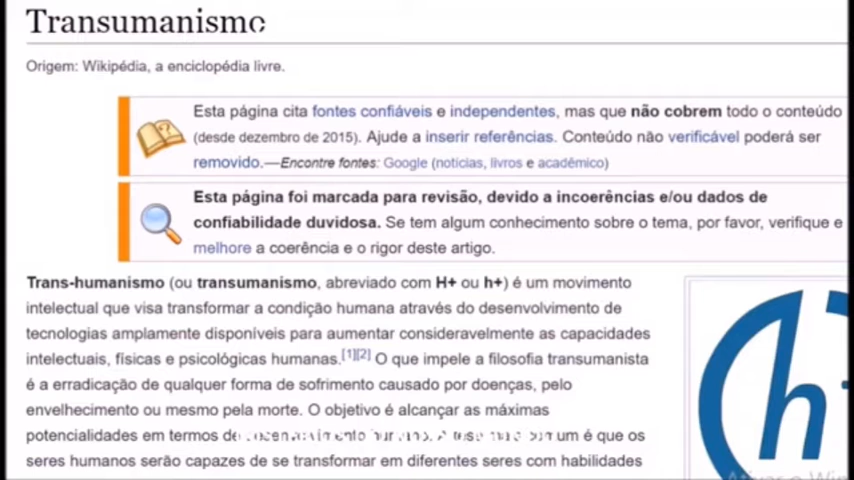 Transumanismo
Origem: Wikipédia, a enciclopédia livre.
Esta página cita fontes confiáveis e independentes, mas que não cobrem todo o conteúdo
(desde dezembro de 2015). Ajude a inserir referências. Conteúdo não verificável poderá ser
removido.—Encontre fontes: Google (notícias, livros e acadêmico)
Esta página foi marcada para revisão, devido a incoerências e/ou dados de
confiabilidade duvidosa. Se tem algum conhecimento sobre o tema, por favor, verifique e
melhore a coerência e o rigor deste artigo.
Trans-humanismo (ou transumanismo, abreviado com H+ ou h+) é um movimento
intelectual que visa transformar a condição humana através do desenvolvimento de
tecnologias amplamente disponíveis para aumentar consideravelmente as capacidades
intelectuais, físicas e psicológicas humanas.[1][2] O que impele a filosofia transumanista
é a erradicação de qualquer forma de sofrimento causado por doenças, pelo
envelhecimento ou mesmo pela morte. O objetivo é alcançar as máximas
potencialidades em termos de desenvolvimento humano. A tese mais comum é que os
seres humanos serão capazes de se transformar em diferentes seres com habilidades
h+